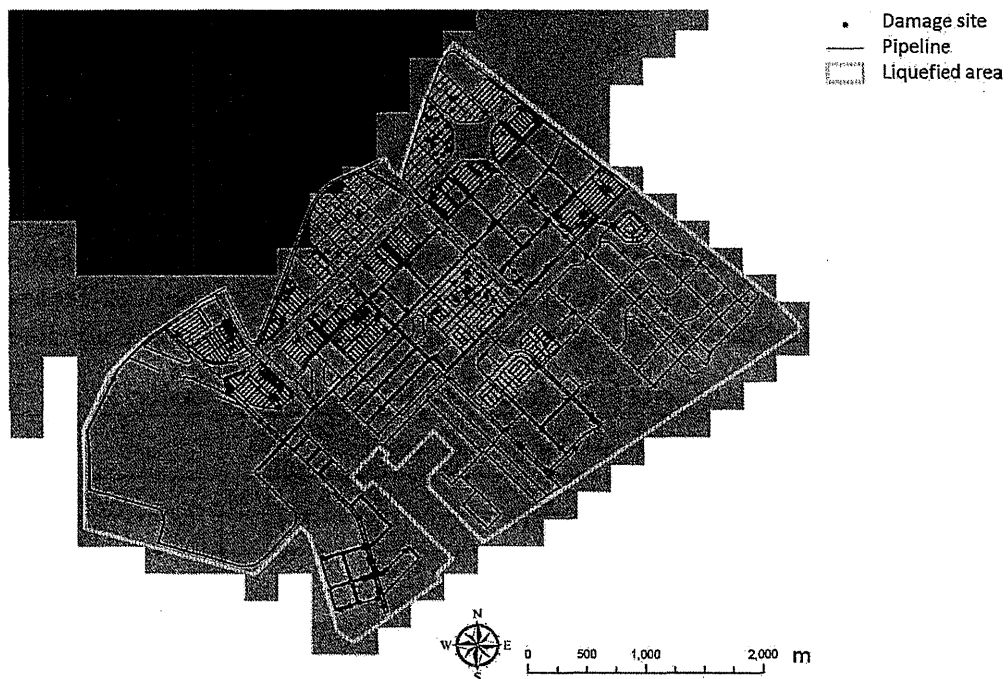 Damage site
Pipeline
Liquefied area
N
W E
S
0 500 1,000 2,000 m